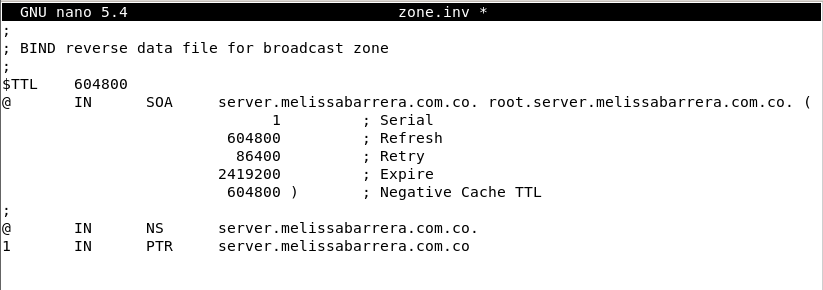 GNU nano 5.4 zone.inv *
;
; BIND reverse data file for broadcast zone
;
$TTL 604800
@ IN SOA server.melissabarrera.com.co. root.server.melissabarrera.com.co. (
1 ; Serial
604800 ; Refresh
86400 ; Retry
2419200 ; Expire
604800 ) ; Negative Cache TTL
;
@ IN NS server.melissabarrera.com.co.
1 IN PTR server.melissabarrera.com.co